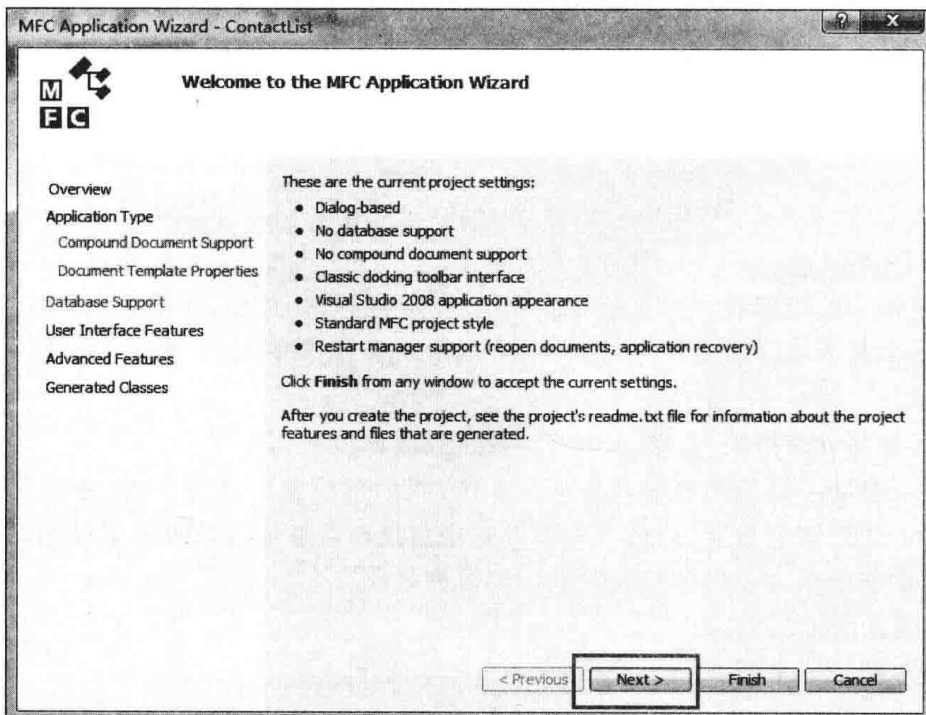 MFC Application Wizard - ContactList
? X
M
F C
Welcome to the MFC Application Wizard
Overview
Application Type
Compound Document Support
Document Template Properties
Database Support
User Interface Features
Advanced Features
Generated Classes
These are the current project settings:
• Dialog-based
• No database support
• No compound document support
• Classic docking toolbar interface
• Visual Studio 2008 application appearance
• Standard MFC project style
• Restart manager support (reopen documents, application recovery)
Click Finish from any window to accept the current settings.
After you create the project, see the project's readme.txt file for information about the project
features and files that are generated.
< Previous Next > Finish Cancel